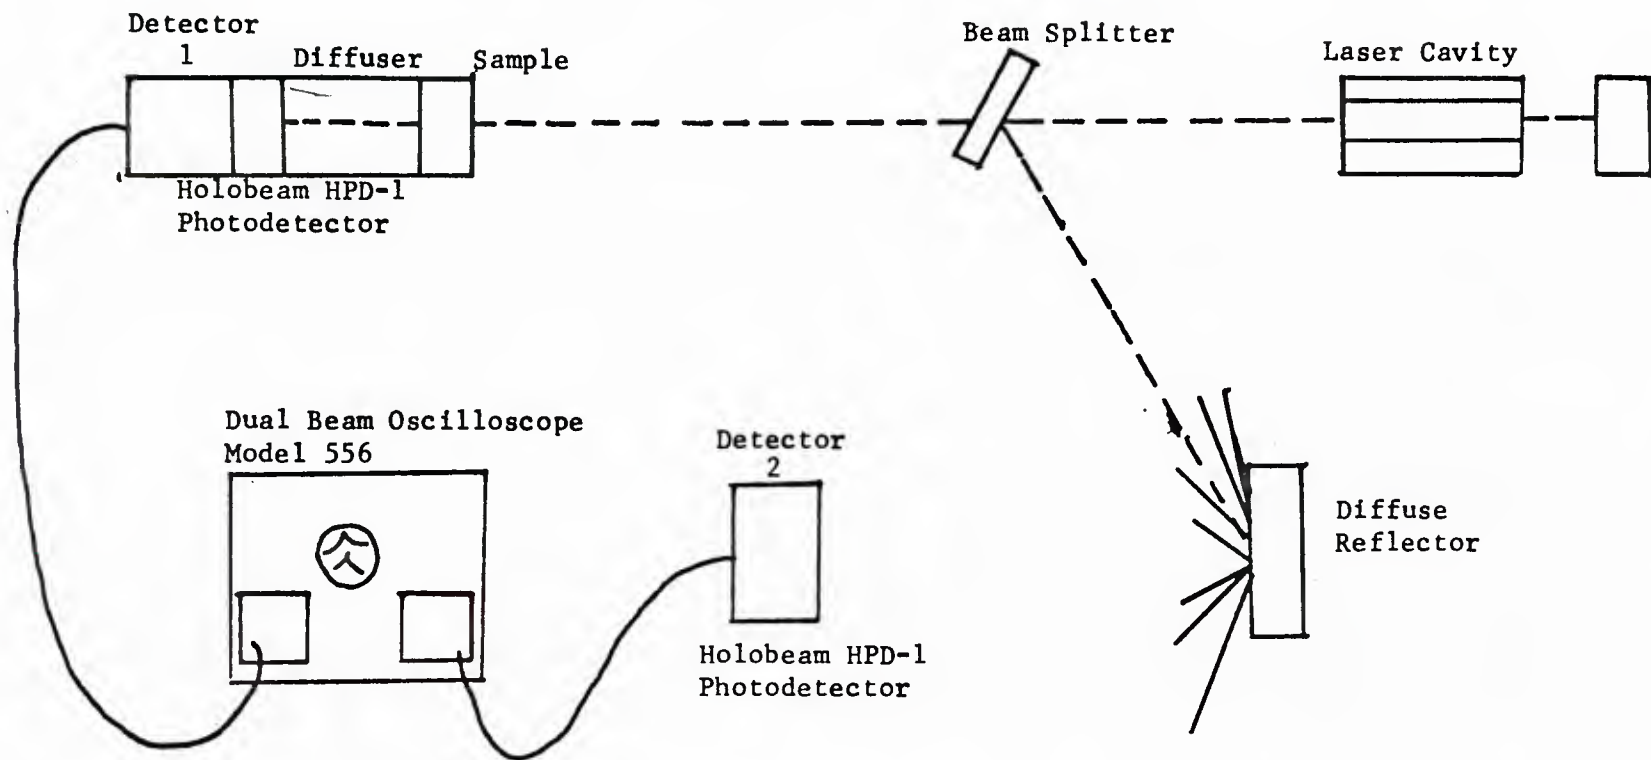 Detector
1
Diffuser
Sample
Beam Splitter
Laser Cavity
Holobeam HPD-1
Photodetector
Dual Beam Oscilloscope
Model 556
Detector
2
Diffuse
Reflector
Holobeam HPD-1
Photodetector